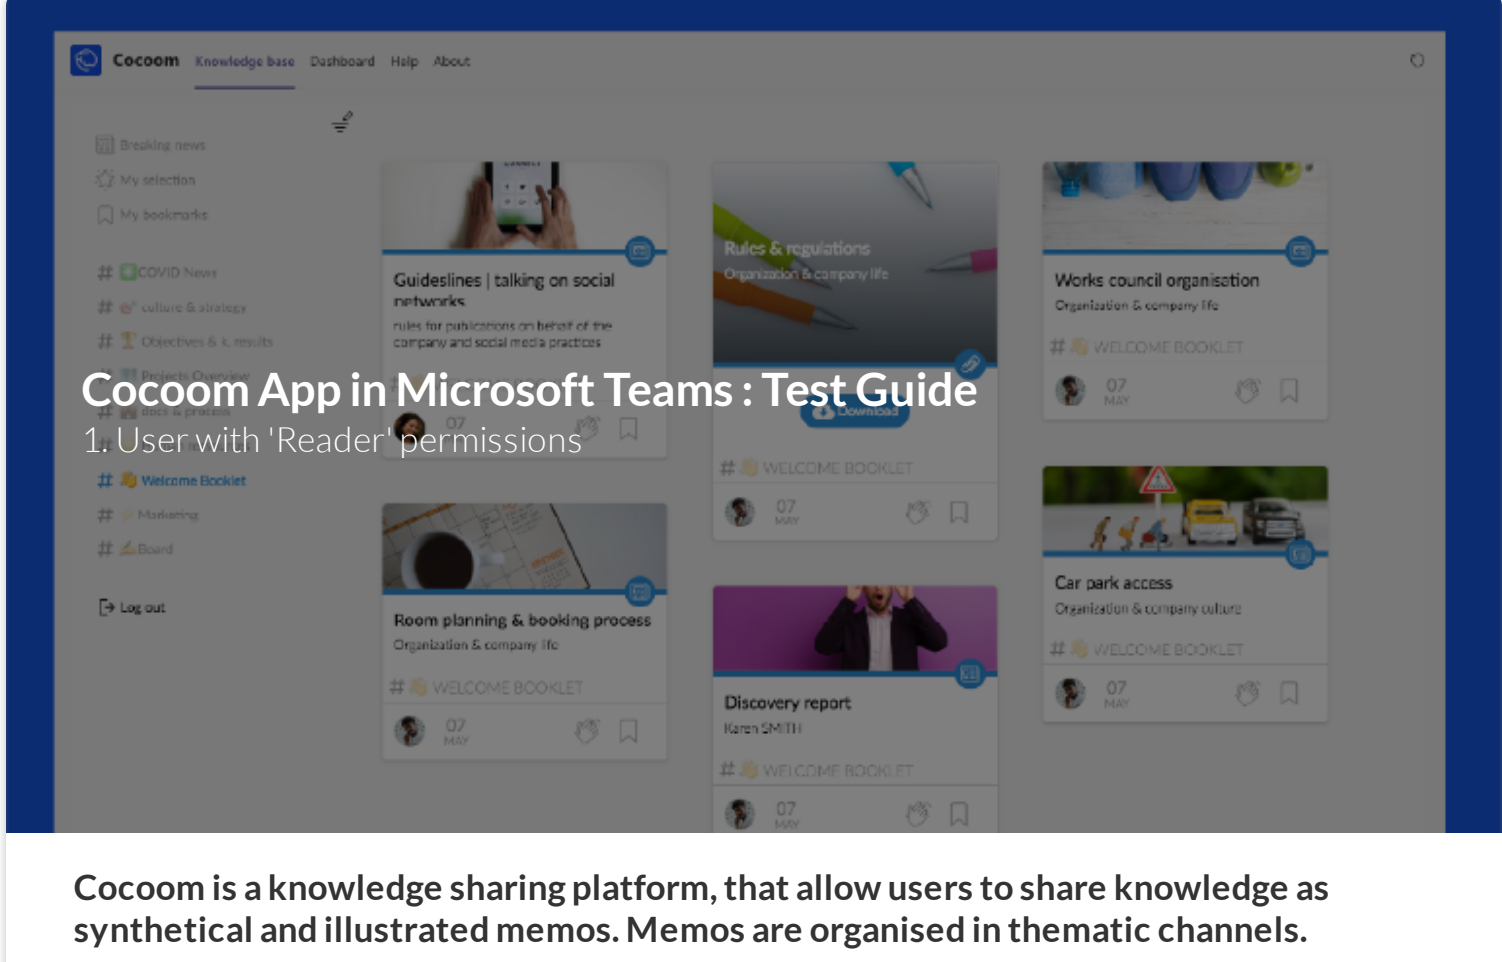 Cocoom Knowledge base Dashboard Help About
Breaking news
My selection
My bookmarks
# COVID News
# culture & strategy
# Objectives & k. results
# Projects Overview
# docs & process
#
# Welcome Booklet
# Marketing
# Board
Log out
Guideslines | talking on social
networks
rules for publications on behalf of the
company and social media practices
07
Rules & regulations
Organization & company life
Download
# WELCOME BOOKLET
07
MAY
Works council organisation
Organization & company life
# WELCOME BOOKLET
07
MAY
Cocoom App in Microsoft Teams : Test Guide
1. User with 'Reader' permissions
Room planning & booking process
Organization & company life
# WELCOME BOOKLET
07
MAY
Discovery report
Karen SMITH
# WELCOME BOOKLET
07
MAY
Car park access
Organization & company culture
# WELCOME BOOKLET
07
MAY
Cocoom is a knowledge sharing platform, that allow users to share knowledge as
synthetical and illustrated memos. Memos are organised in thematic channels.